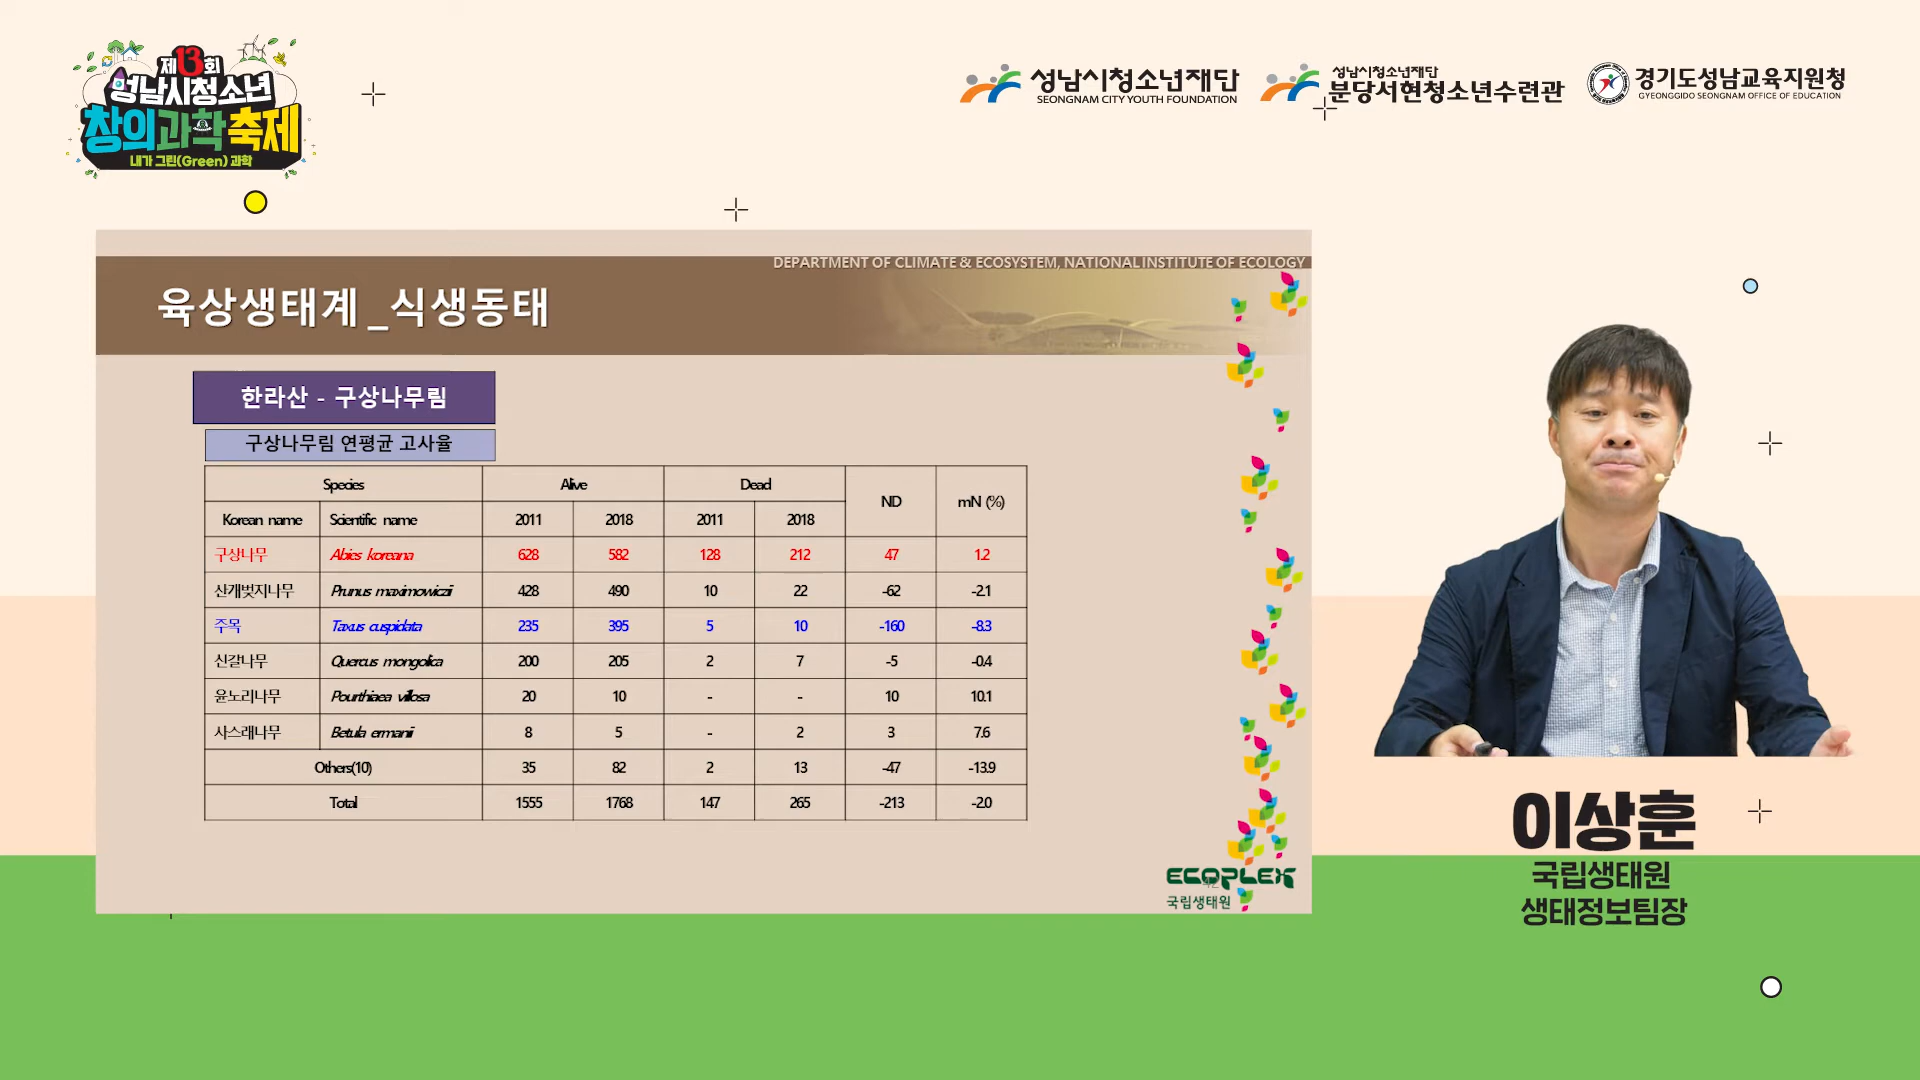 제13회
성남시청소년
창의과학축제
내가 그린(Green) 과학
성남시청소년재단
SEONGNAM CITY YOUTH FOUNDATION
성남시청소년재단
분당서현청소년수련관
경기도성남교육지원청
GYEONGGIDO SEONGNAM OFFICE OF EDUCATION
DEPARTMENT OF CLIMATE & ECOSYSTEM, NATIONAL INSTITUTE OF ECOLOGY
육상생태계_식생동태
한라산 - 구상나무림
구상나무림 연평균 고사율
Species Alive Dead ND mN (%)
Korean name Scientific name 2011 2018 2011 2018
구상나무 Abies koreana 628 582 128 212 47 1.2
산개벚지나무 Prunus maximowiczii 428 490 10 22 -62 -2.1
주목 Taxus cuspidata 235 395 5 10 -160 -8.3
신갈나무 Quercus mongolica 200 205 2 7 -5 -0.4
윤노리나무 Pourthiaea villosa 20 10 - - 10 10.1
사스래나무 Betula ermanii 8 5 - 2 3 7.6
Others(10) 35 82 2 13 -47 -13.9
Total 1555 1768 147 265 -213 -2.0
ECOPLEX
42
국립생태원
이상훈
국립생태원
생태정보팀장